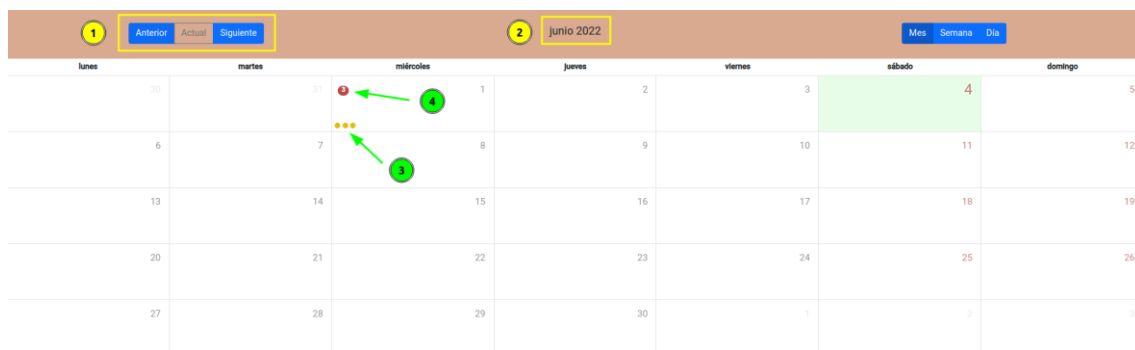 1 Anterior Actual Siguiente 2 junio 2022 Mes Semana Día
lunes martes miércoles jueves viernes sábado domingo
30 31 3 1 2 3 4 5
4
3
6 7 8 9 10 11 12
13 14 15 16 17 18 19
20 21 22 23 24 25 26
27 28 29 30 1 2 3